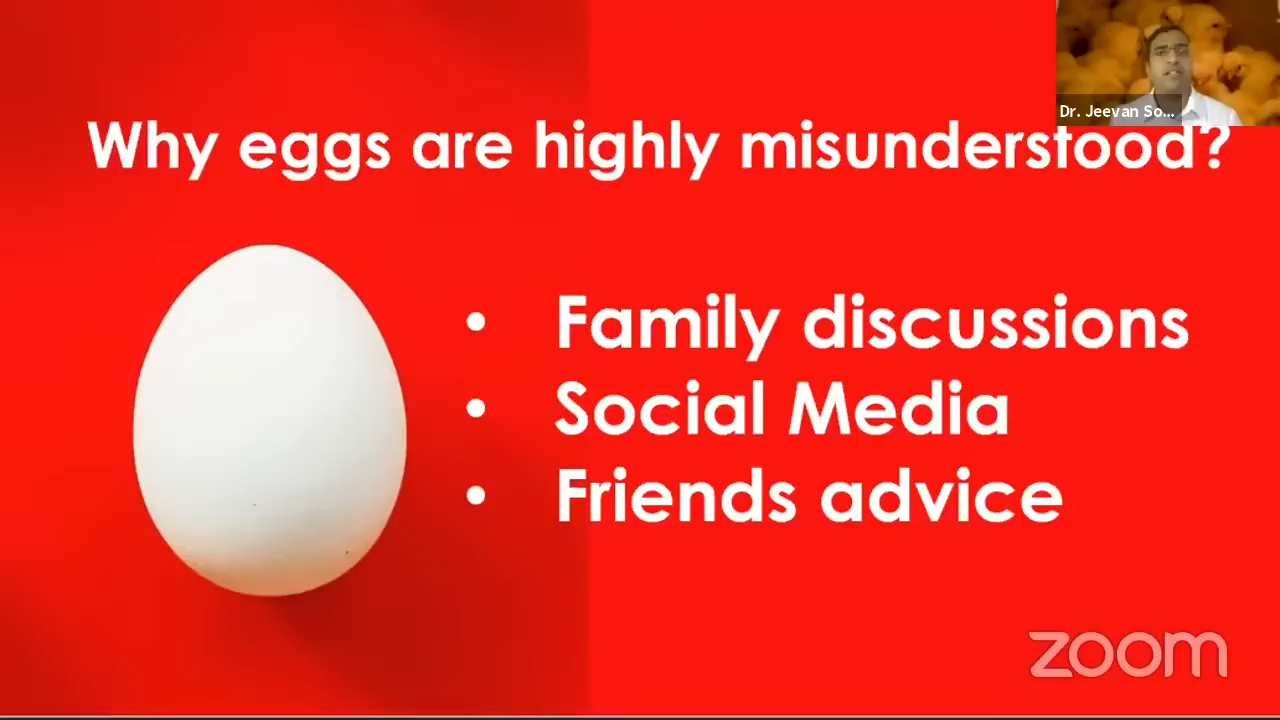 Dr. Jeevan So...
Why eggs are highly misunderstood?
• Family discussions
• Social Media
• Friends advice
zoom